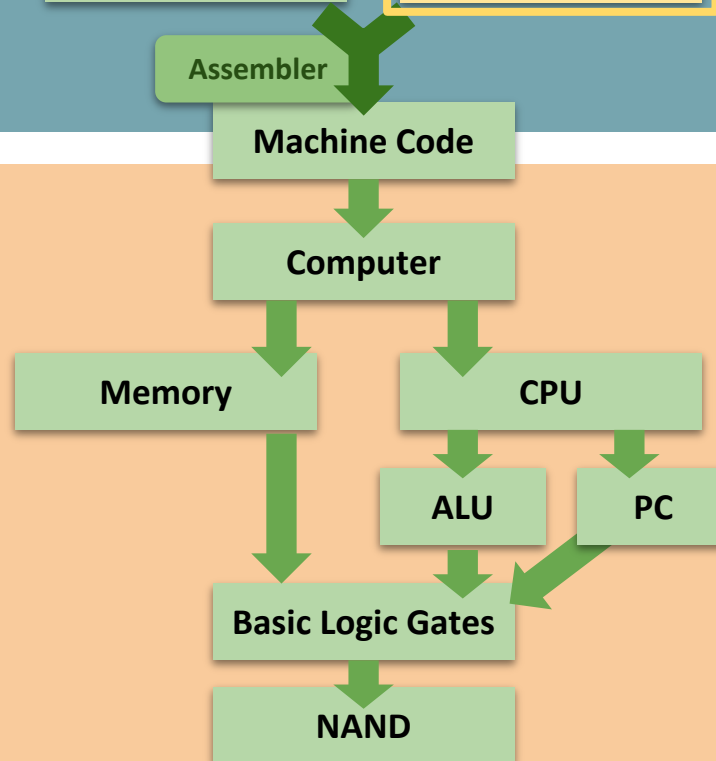 Assembler
Machine Code
Computer
Memory
CPU
ALU
PC
Basic Logic Gates
NAND